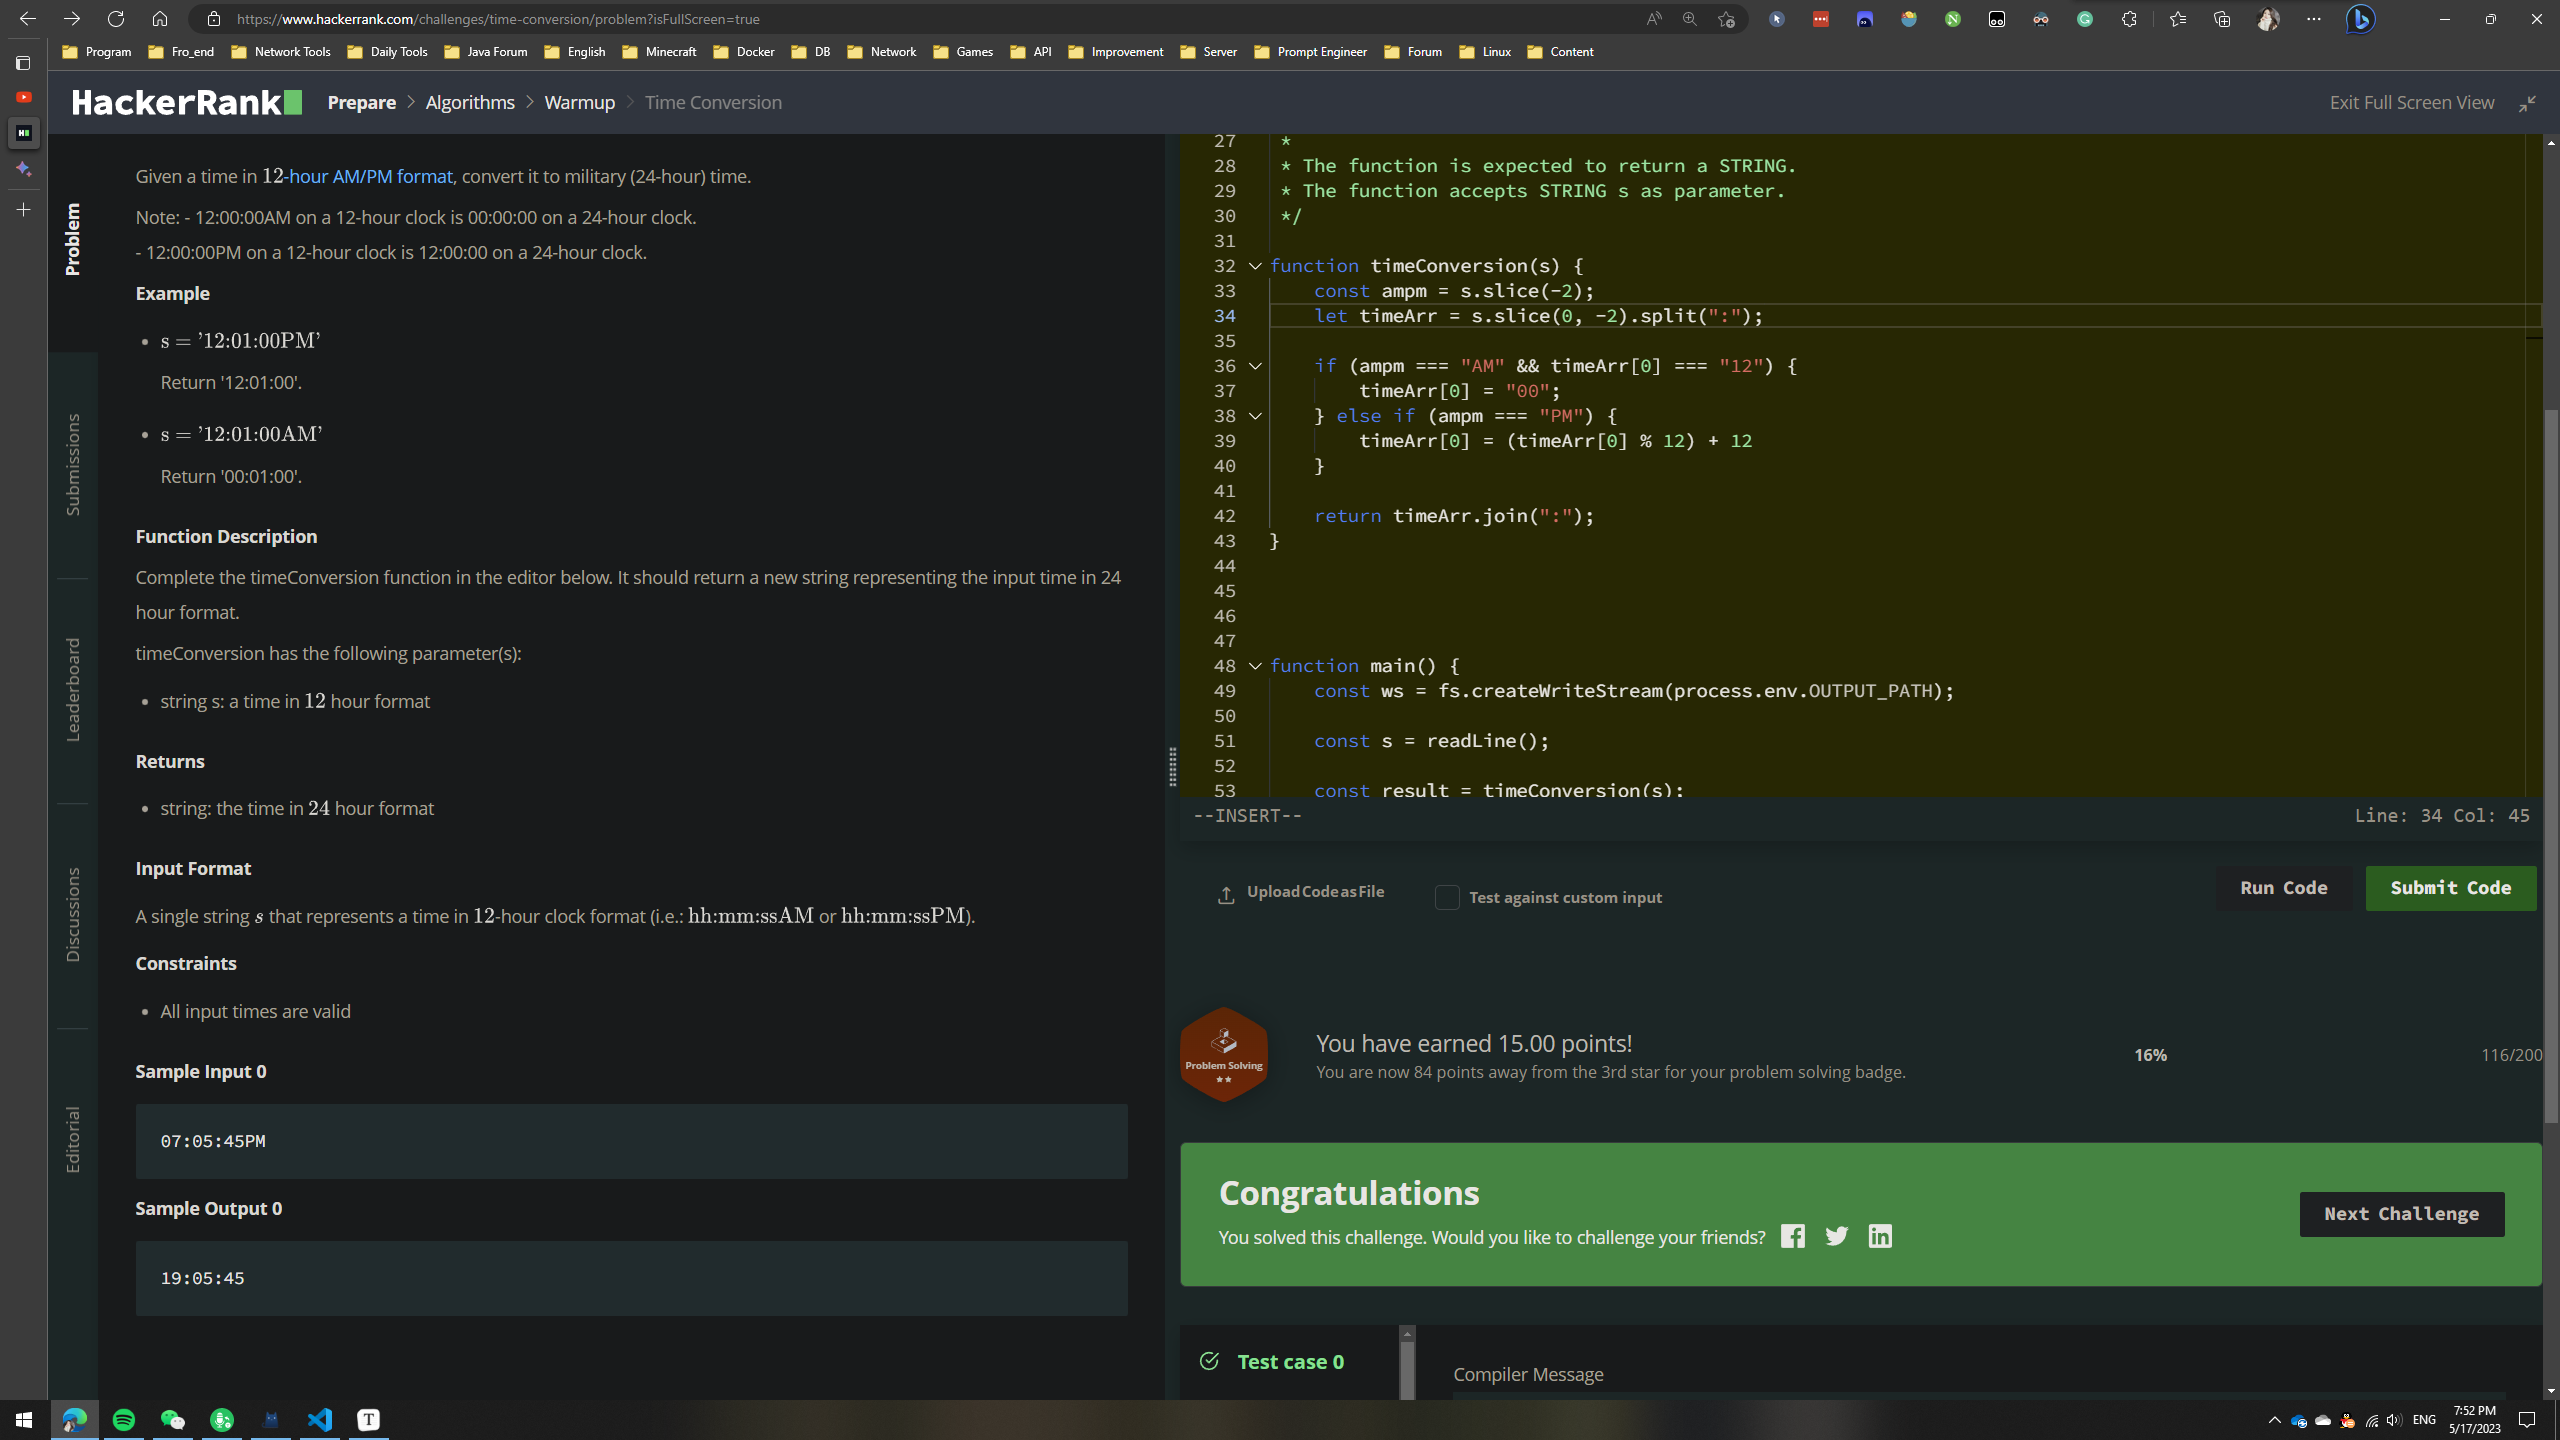 https://www.hackerrank.com/challenges/time-conversion/problem?isFullScreen=true
Program Fro_end Network Tools Daily Tools Java Forum English Minecraft Docker DB Network Games API Improvement Server Prompt Engineer Forum Linux Content
HackerRank Prepare Algorithms Warmup Time Conversion Exit Full Screen View
Problem
Submissions
Leaderboard
Discussions
Editorial
Given a time in 12-hour AM/PM format, convert it to military (24-hour) time.
Note: - 12:00:00AM on a 12-hour clock is 00:00:00 on a 24-hour clock.
- 12:00:00PM on a 12-hour clock is 12:00:00 on a 24-hour clock.
Example
• s = ’12:01:00PM’
Return '12:01:00'.
• s = ’12:01:00AM’
Return '00:01:00'.
Function Description
Complete the timeConversion function in the editor below. It should return a new string representing the input time in 24
hour format.
timeConversion has the following parameter(s):
• string s: a time in 12 hour format
Returns
• string: the time in 24 hour format
Input Format
A single string s that represents a time in 12-hour clock format (i.e.: hh:mm:ssAM or hh:mm:ssPM).
Constraints
• All input times are valid
Sample Input 0
07:05:45PM
Sample Output 0
19:05:45
27 *
28 * The function is expected to return a STRING.
29 * The function accepts STRING s as parameter.
30 */
31
32 function timeConversion(s) {
33 const ampm = s.slice(-2);
34 let timeArr = s.slice(0, -2).split(":");
35
36 if (ampm === "AM" && timeArr[0] === "12") {
37 timeArr[0] = "00";
38 } else if (ampm === "PM") {
39 timeArr[0] = (timeArr[0] % 12) + 12
40 }
41
42 return timeArr.join(":");
43 }
44
45
46
47
48 function main() {
49 const ws = fs.createWriteStream(process.env.OUTPUT_PATH);
50
51 const s = readLine();
52
53 const result = timeConversion(s);
--INSERT-- Line: 34 Col: 45
Upload Code as File Test against custom input Run Code Submit Code
Problem Solving
You have earned 15.00 points!
You are now 84 points away from the 3rd star for your problem solving badge.
16% 116/200
Congratulations
You solved this challenge. Would you like to challenge your friends?
Next Challenge
Test case 0
Compiler Message
ENG 7:52 PM
5/17/2023